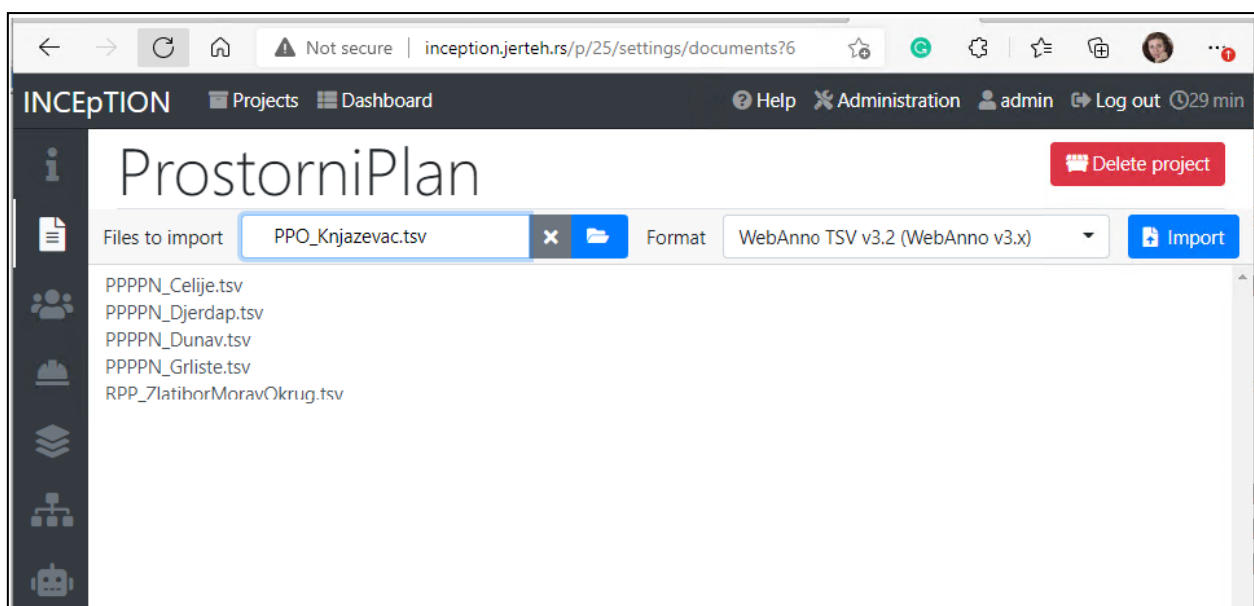 Not secure | inception.jerteh.rs/p/25/settings/documents?6
INCEpTION Projects Dashboard Help Administration admin Log out 29 min
ProstorniPlan
Delete project
Files to import PPO_Knjazevac.tsv Format WebAnno TSV v3.2 (WebAnno v3.x) Import
PPPPN_Celije.tsv
PPPPN_Djerdap.tsv
PPPPN_Dunav.tsv
PPPPN_Grliste.tsv
RPP_ZlatiborMoravOkrug.tsv